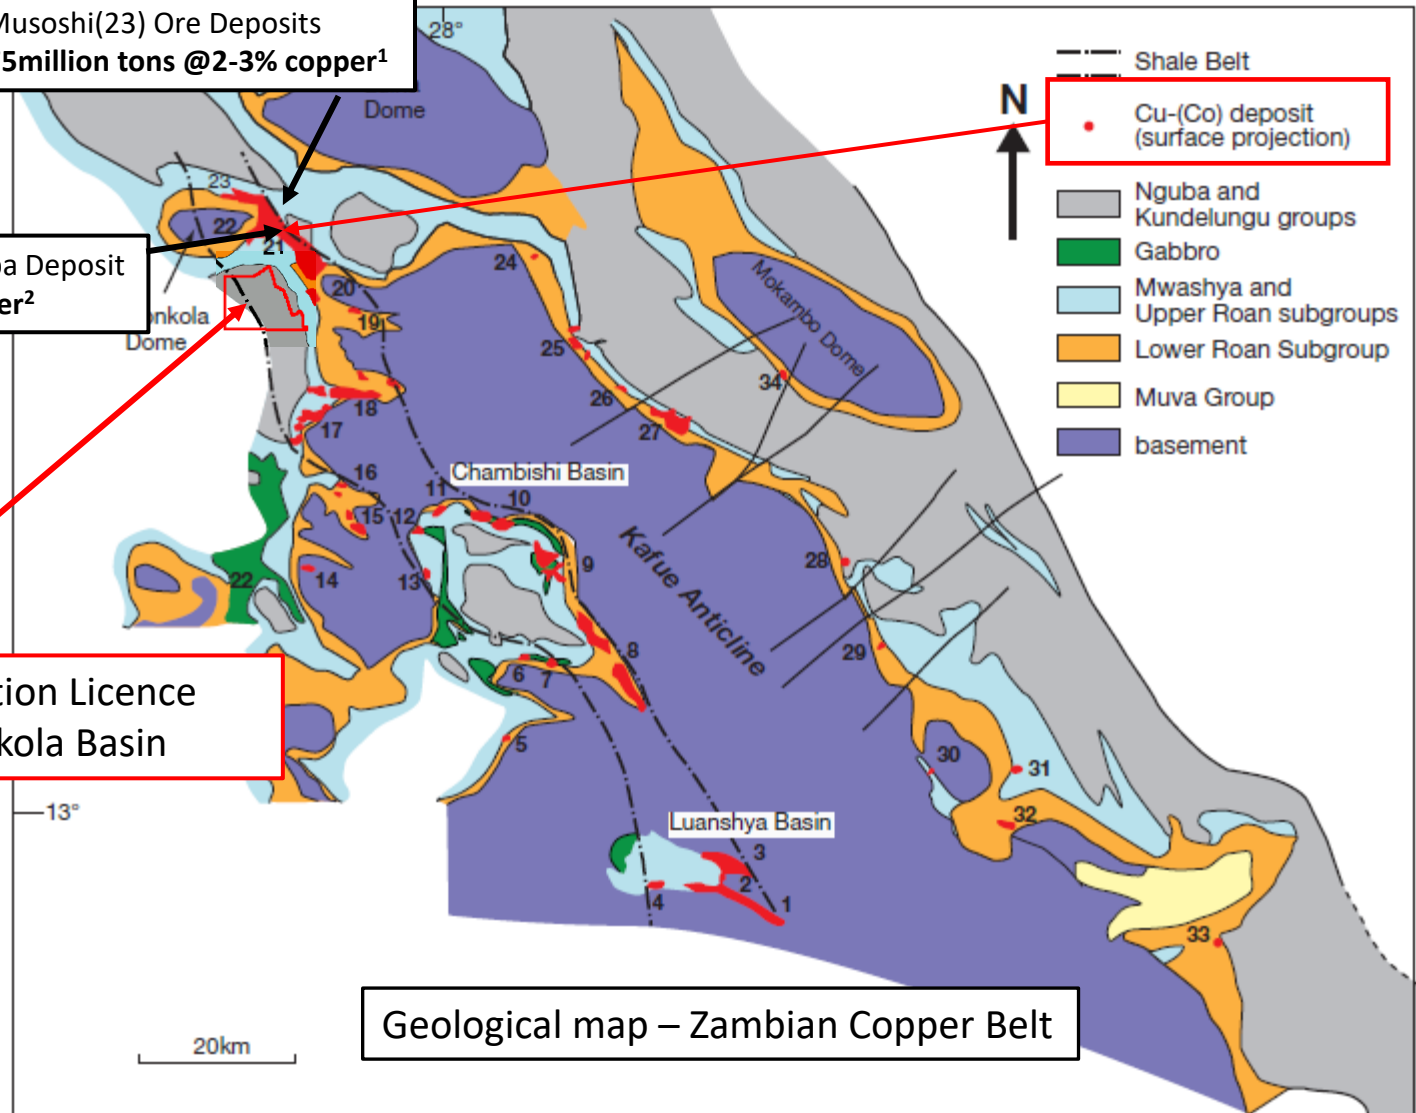 Musoshi(23) Ore Deposits
5million tons @2-3% copper¹
28°
Dome
Shale Belt
N
Cu-(Co) deposit
(surface projection)
Nguba and
Kundelungu groups
Gabbro
Mwashya and
Upper Roan subgroups
Lower Roan Subgroup
Muva Group
basement
23
22
21
a Deposit
er²
onkola
Dome
20
19
24
25
26
27
34
Mokambo Dome
18
17
16
15
14
Chambishi Basin
11
10
12
13
9
8
6
7
5
22
Kafue Anticline
28
29
30
31
32
33
tion Licence
kola Basin
13°
Luanshya Basin
3
2
1
4
Geological map – Zambian Copper Belt
20km